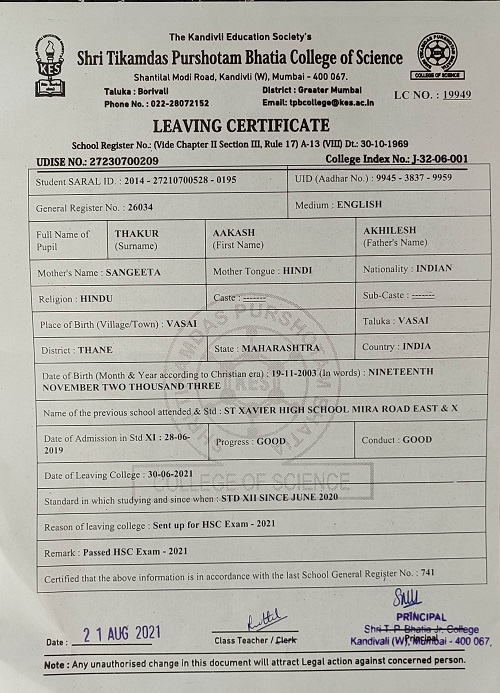 The Kandivli Education Society's
Shri Tikamdas Purshotam Bhatia College of Science
Shantilal Modi Road, Kandivli (W), Mumbai - 400 067.
Taluka : Borivali District : Greater Mumbai
Phone No. : 022-28072152 Email: tpbcollege@kes.ac.in
KES
COLLEGE OF SCIENCE
LC NO. : 19949
LEAVING CERTIFICATE
School Register No.: (Vide Chapter II Section III, Rule 17) A-13 (VIII) Dt.: 30-10-1969
UDISE NO.: 27230700209 College Index No.: J-32-06-001
Student SARAL ID. : 2014 - 27210700528 - 0195 UID (Aadhar No.) : 9945 - 3837 - 9959
General Register No. : 26034 Medium : ENGLISH
Full Name of Pupil THAKUR (Surname) AAKASH (First Name) AKHILESH (Father's Name)
Mother's Name : SANGEETA Mother Tongue : HINDI Nationality : INDIAN
Religion : HINDU Caste : ------- Sub-Caste : -------
Place of Birth (Village/Town) : VASAI Taluka : VASAI
District : THANE State : MAHARASHTRA Country : INDIA
Date of Birth (Month & Year according to Christian era) : 19-11-2003 (In words) : NINETEENTH
NOVEMBER TWO THOUSAND THREE
Name of the previous school attended & Std : ST XAVIER HIGH SCHOOL MIRA ROAD EAST & X
Date of Admission in Std XI : 28-06-2019 Progress : GOOD Conduct : GOOD
Date of Leaving College : 30-06-2021
COLLEGE OF SCIENCE
Standard in which studying and since when : STD XII SINCE JUNE 2020
Reason of leaving college : Sent up for HSC Exam - 2021
Remark : Passed HSC Exam - 2021
Certified that the above information is in accordance with the last School General Register No. : 741
PRINCIPAL
Shri T. P. Bhatia Jr. College
Kandivali (W), Mumbai - 400 067.
Date : 21 AUG 2021 Class Teacher / Clerk Principal
Note : Any unauthorised change in this document will attract Legal action against concerned person.